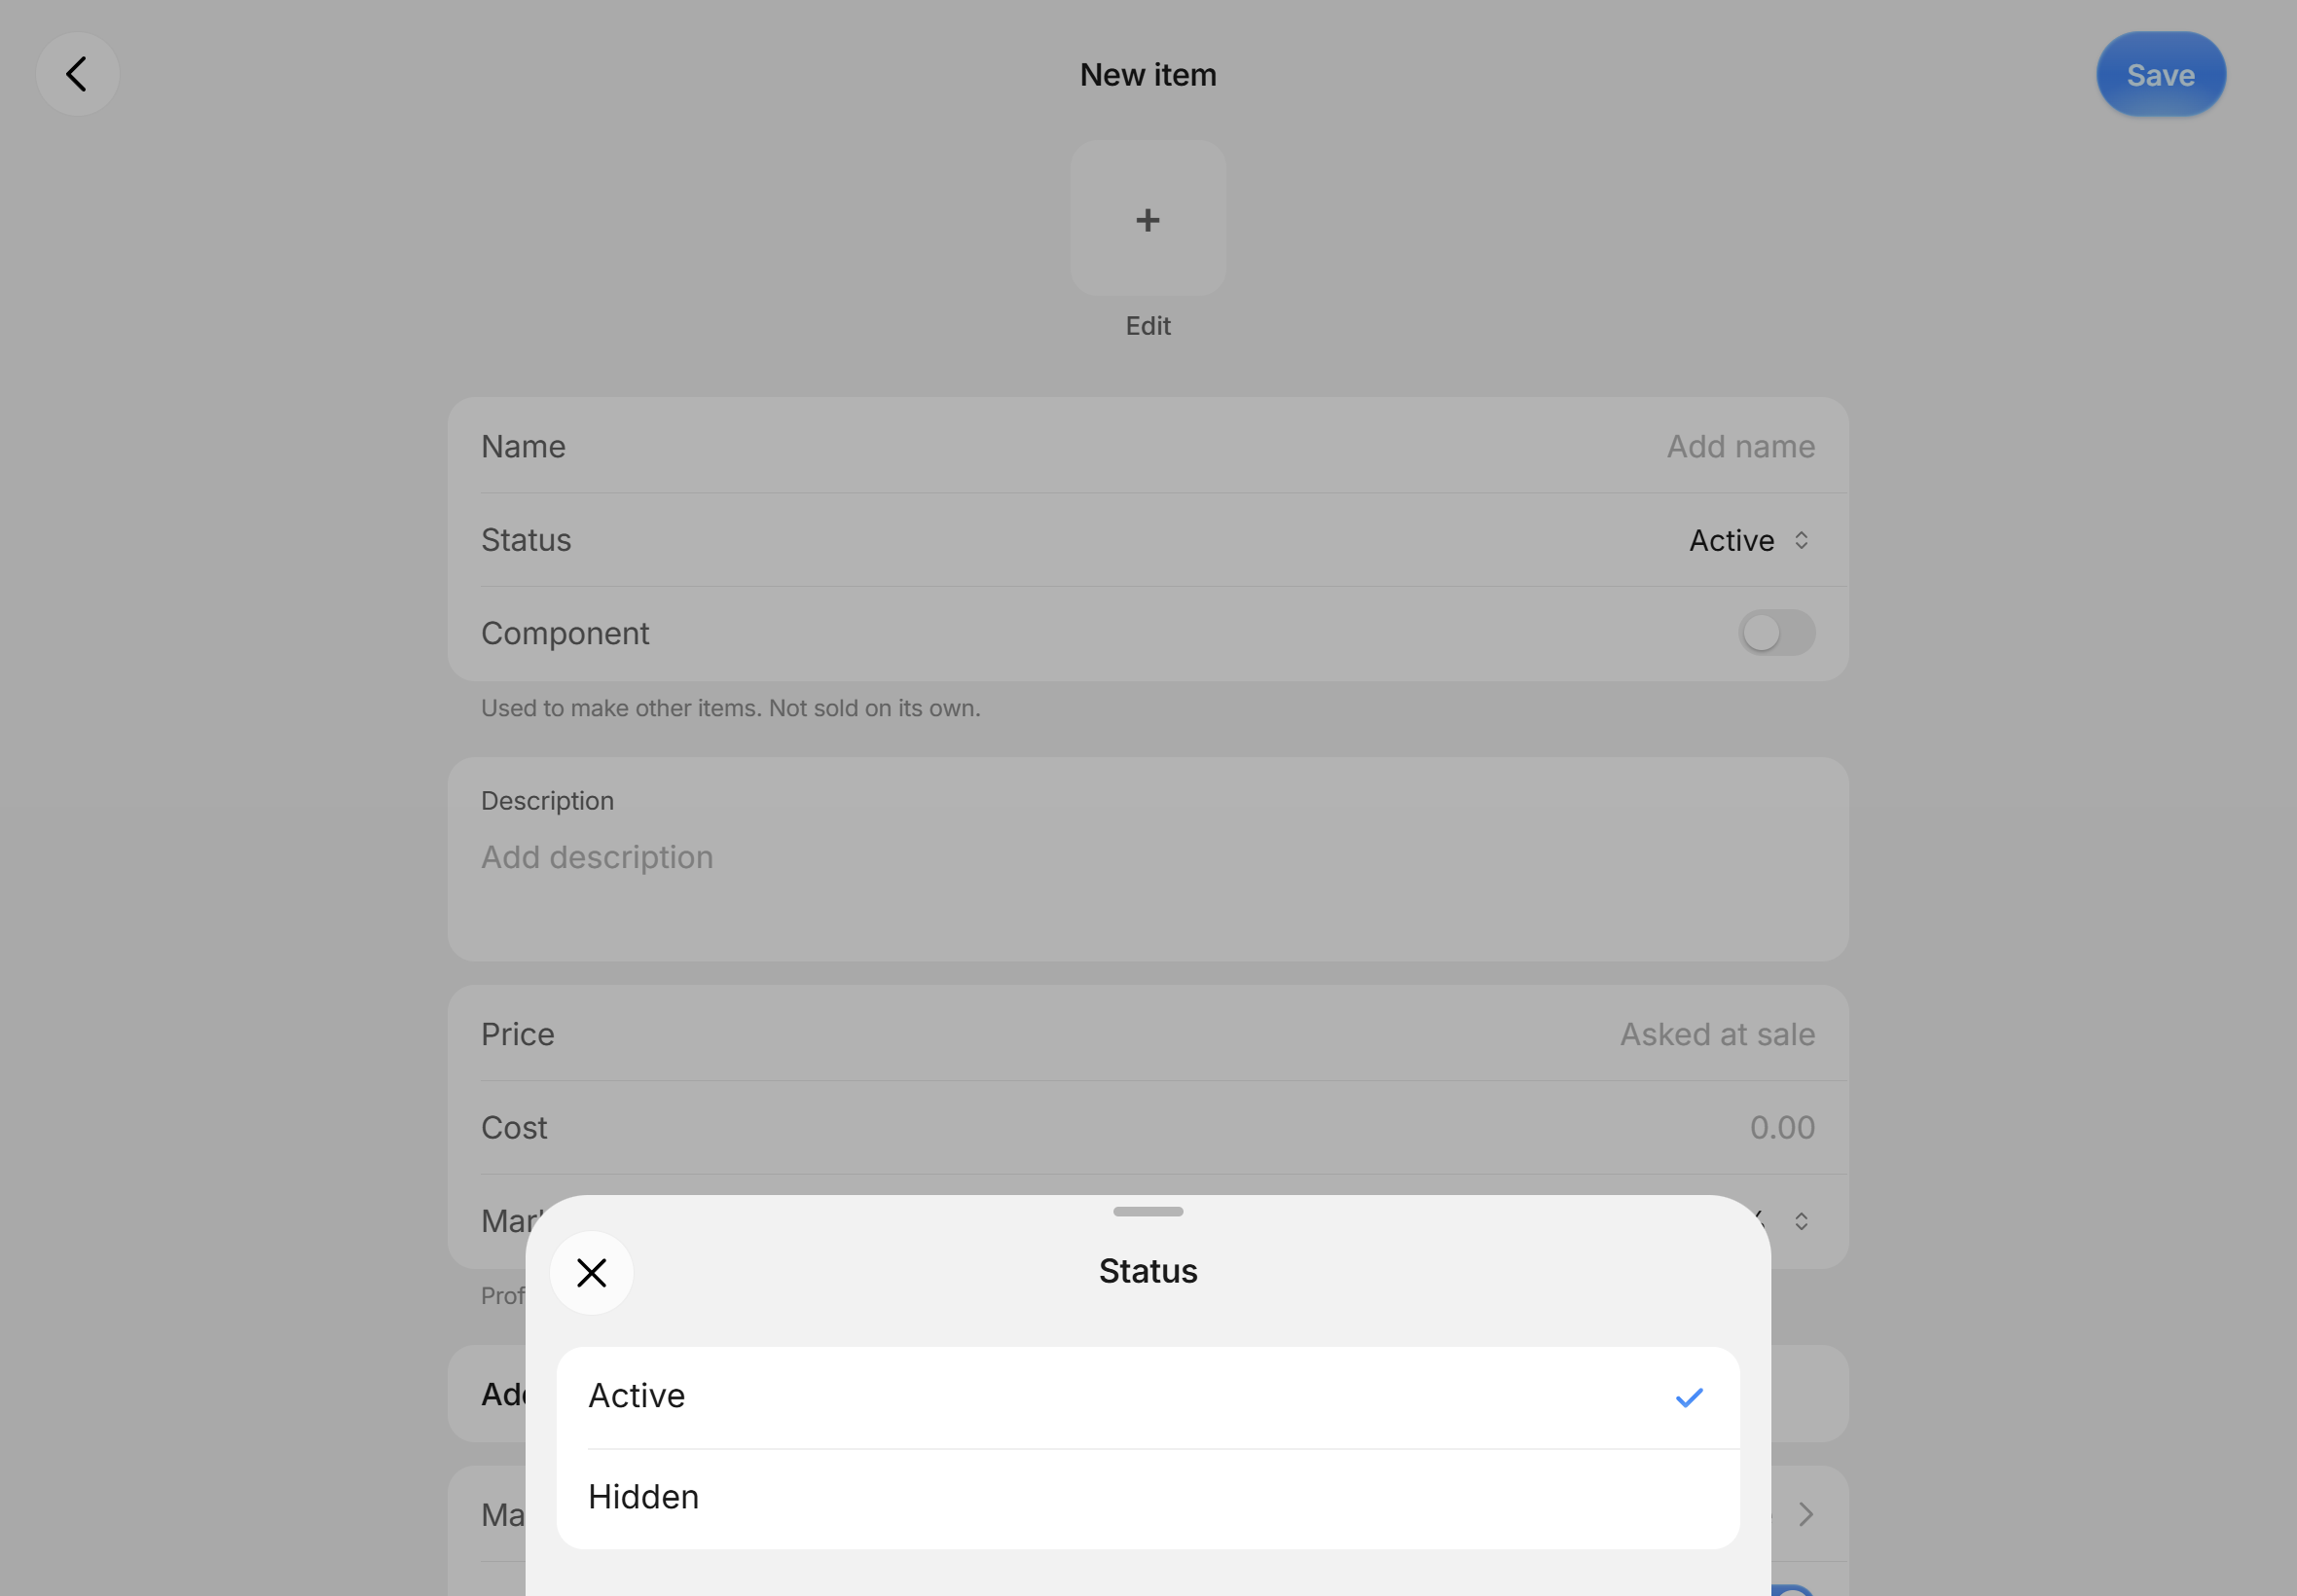 New item
Save
Edit
Name
Add name
Status
Active
Component
Used to make other items. Not sold on its own.
Description
Add description
Price
Asked at sale
Cost
0.00
Status
Active
Hidden